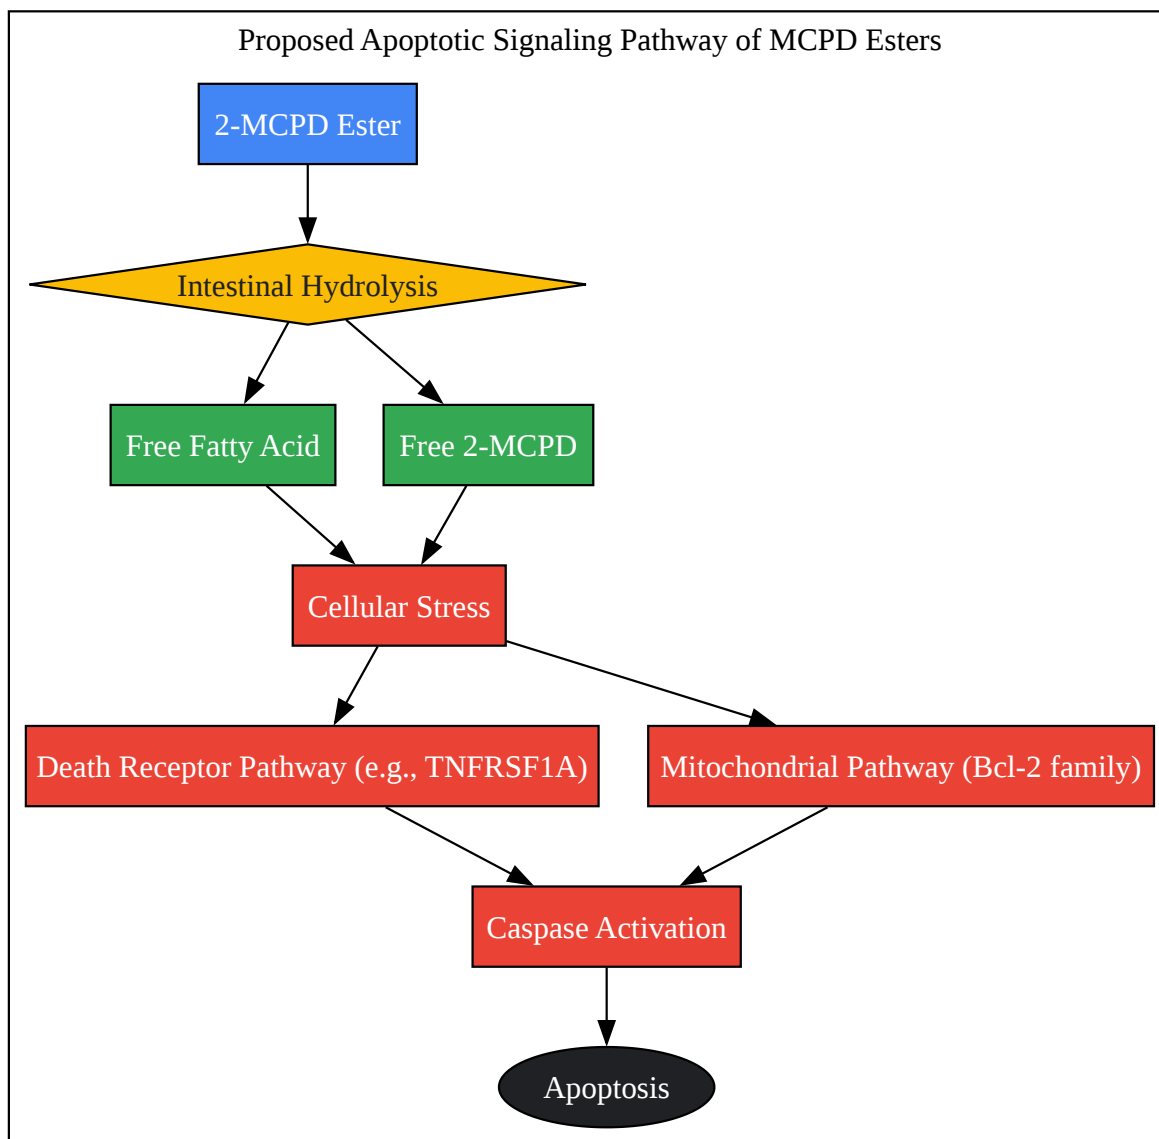 Proposed Apoptotic Signaling Pathway of MCPD Esters
2-MCPD Ester
Intestinal Hydrolysis
Free Fatty Acid
Free 2-MCPD
Cellular Stress
Death Receptor Pathway (e.g., TNFRSF1A)
Mitochondrial Pathway (Bcl-2 family)
Caspase Activation
Apoptosis